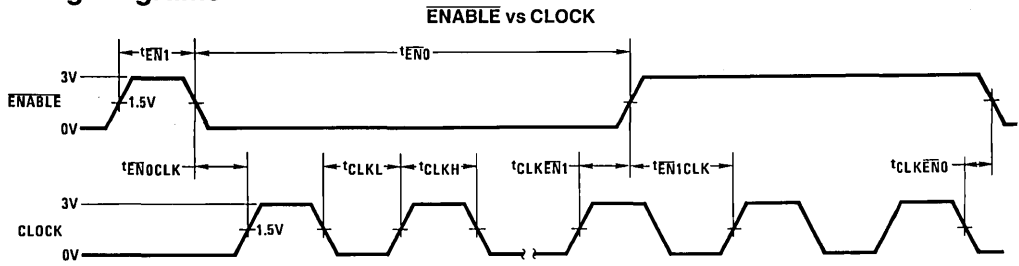 ENABLE vs CLOCK
tEN1
tEN0
3V
ENABLE
1.5V
0V
tEN0CLK
tCLKL
tCLKH
tCLKEN1
tEN1CLK
tCLKEN0
3V
CLOCK
1.5V
0V